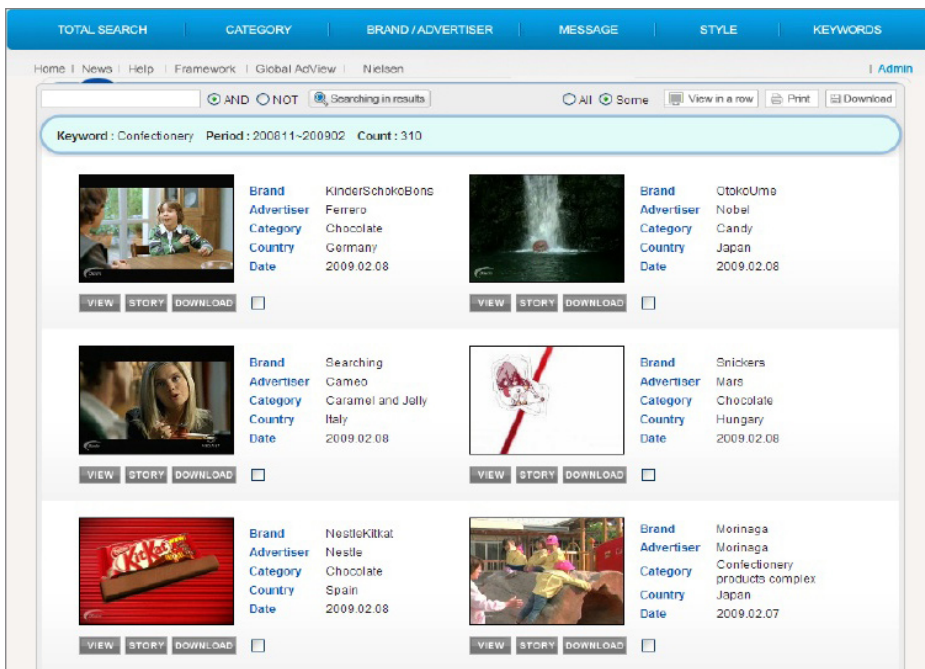 TOTAL SEARCH CATEGORY BRAND / ADVERTISER MESSAGE STYLE KEYWORDS
Home | News | Help | Framework | Global AdView | Nielsen | Admin
AND NOT Searching in results All Some View in a row Print Download
Keyword : Confectionery Period : 200811~200902 Count : 310
Brand KinderSchokoBons
Advertiser Ferrero
Category Chocolate
Country Germany
Date 2009.02.08
VIEW STORY DOWNLOAD
Brand OtokoUme
Advertiser Nobel
Category Candy
Country Japan
Date 2009.02.08
VIEW STORY DOWNLOAD
Brand Searching
Advertiser Cameo
Category Caramel and Jelly
Country Italy
Date 2009.02.08
VIEW STORY DOWNLOAD
Brand Snickers
Advertiser Mars
Category Chocolate
Country Hungary
Date 2009.02.08
VIEW STORY DOWNLOAD
KitKat
Brand NestleKitkat
Advertiser Nestle
Category Chocolate
Country Spain
Date 2009.02.08
VIEW STORY DOWNLOAD
Brand Morinaga
Advertiser Morinaga
Category Confectionery
products complex
Country Japan
Date 2009.02.07
VIEW STORY DOWNLOAD